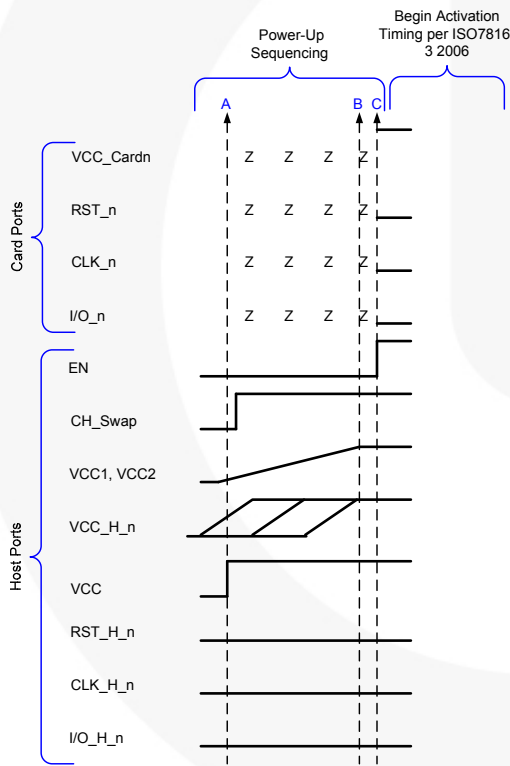 Begin Activation
Timing per ISO7816
3 2006
Power-Up
Sequencing
A B C
Card Ports
VCC_Cardn Z Z Z Z
RST_n Z Z Z Z
CLK_n Z Z Z Z
I/O_n Z Z Z Z
Host Ports
EN
CH_Swap
VCC1, VCC2
VCC_H_n
VCC
RST_H_n
CLK_H_n
I/O_H_n